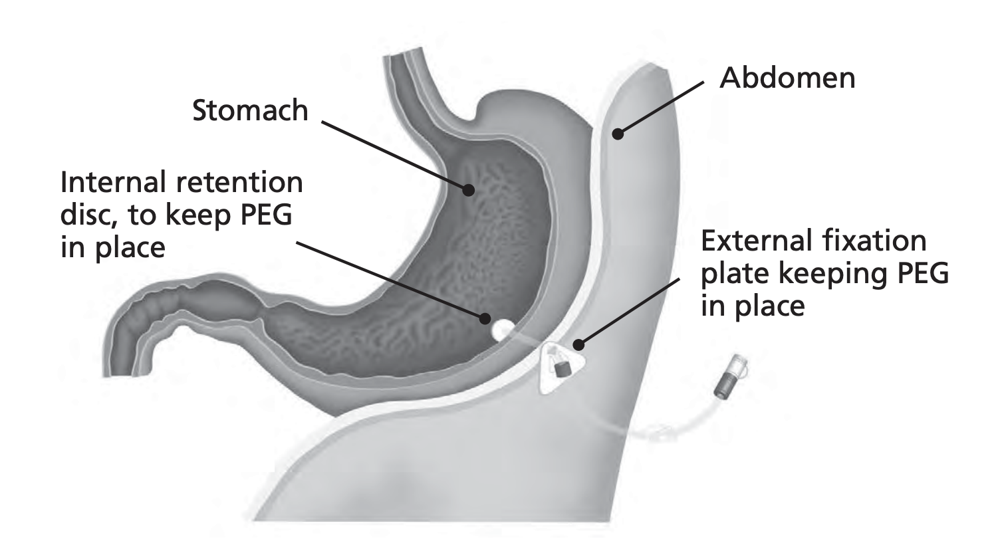 Stomach
Abdomen
Internal retention
disc, to keep PEG
in place
External fixation
plate keeping PEG
in place